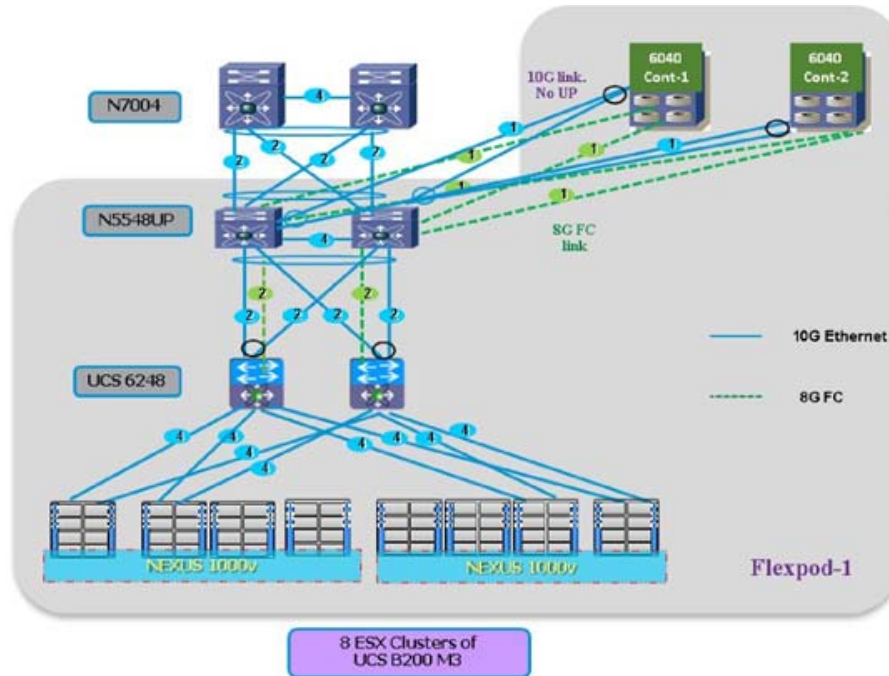 6040
Cont-1
6040
Cont-2
10G link.
No UP
N7004
4
1
1
1
2
2
2
2
1
1
1
N5548UP
4
8G FC
link
2
2
2
2
2
2
10G Ethernet
UCS 6248
8G FC
4
4
4
4
4
4
4
4
NEXUS 1000v
NEXUS 1000v
Flexpod-1
8 ESX Clusters of
UCS B200 M3